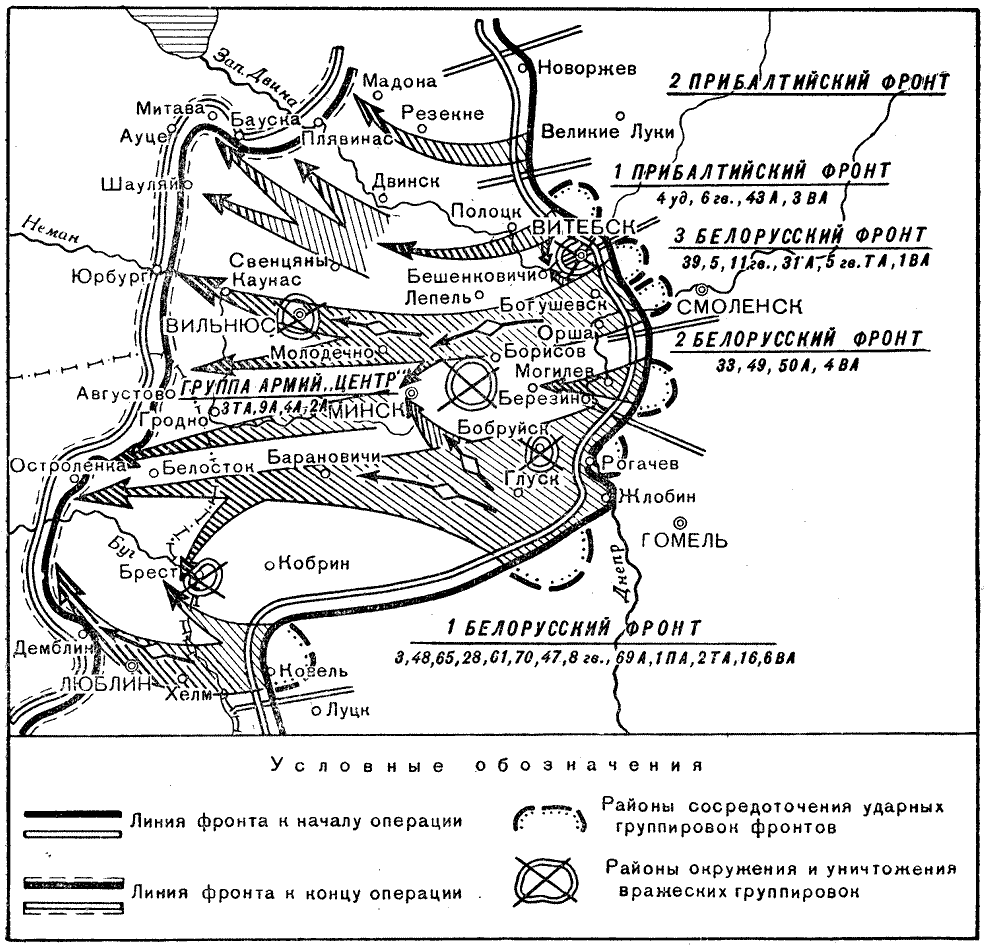 Зап. Двина
Новоржев
Мадона
2 ПРИБАЛТИЙСКИЙ ФРОНТ
Митава
Бауска
Резекне
Ауце
Плявинас
Великие Луки
1 ПРИБАЛТИЙСКИЙ ФРОНТ
4 уд, 6 гв., 43 А, 3 ВА
Шауляй
Двинск
Полоцк
ВИТЕБСК
Неман
3 БЕЛОРУССКИЙ ФРОНТ
39, 5, 11 гв., 31 А, 5 гв. ТА, 1 ВА
Свенцяны
Юрбург
Каунас
Бешенковичи
Лепель
Богушевск
СМОЛЕНСК
ВИЛЬНЮС
Орша
2 БЕЛОРУССКИЙ ФРОНТ
33, 49, 50 А, 4 ВА
Молодечно
Борисов
Могилев
Августов
ГРУППА АРМИЙ „ЦЕНТР"
3 ТА, 9 А, 4 А, 2 А
МИНСК
Березино
Гродно
Бобруйск
Остроленка
Белосток
Барановичи
Рогачев
Глуск
Жлобин
ГОМЕЛЬ
Буг
Брест
Кобрин
Днепр
1 БЕЛОРУССКИЙ ФРОНТ
3, 48, 65, 28, 61, 70, 47, 8 гв., 69 А, 1 ПА, 2 ТА, 16, 6 ВА
Демблин
ЛЮБЛИН
Хелм
Ковель
Луцк
Условные обозначения
Линия фронта к началу операции
Районы сосредоточения ударных
группировок фронтов
Линия фронта к концу операции
Районы окружения и уничтожения
вражеских группировок